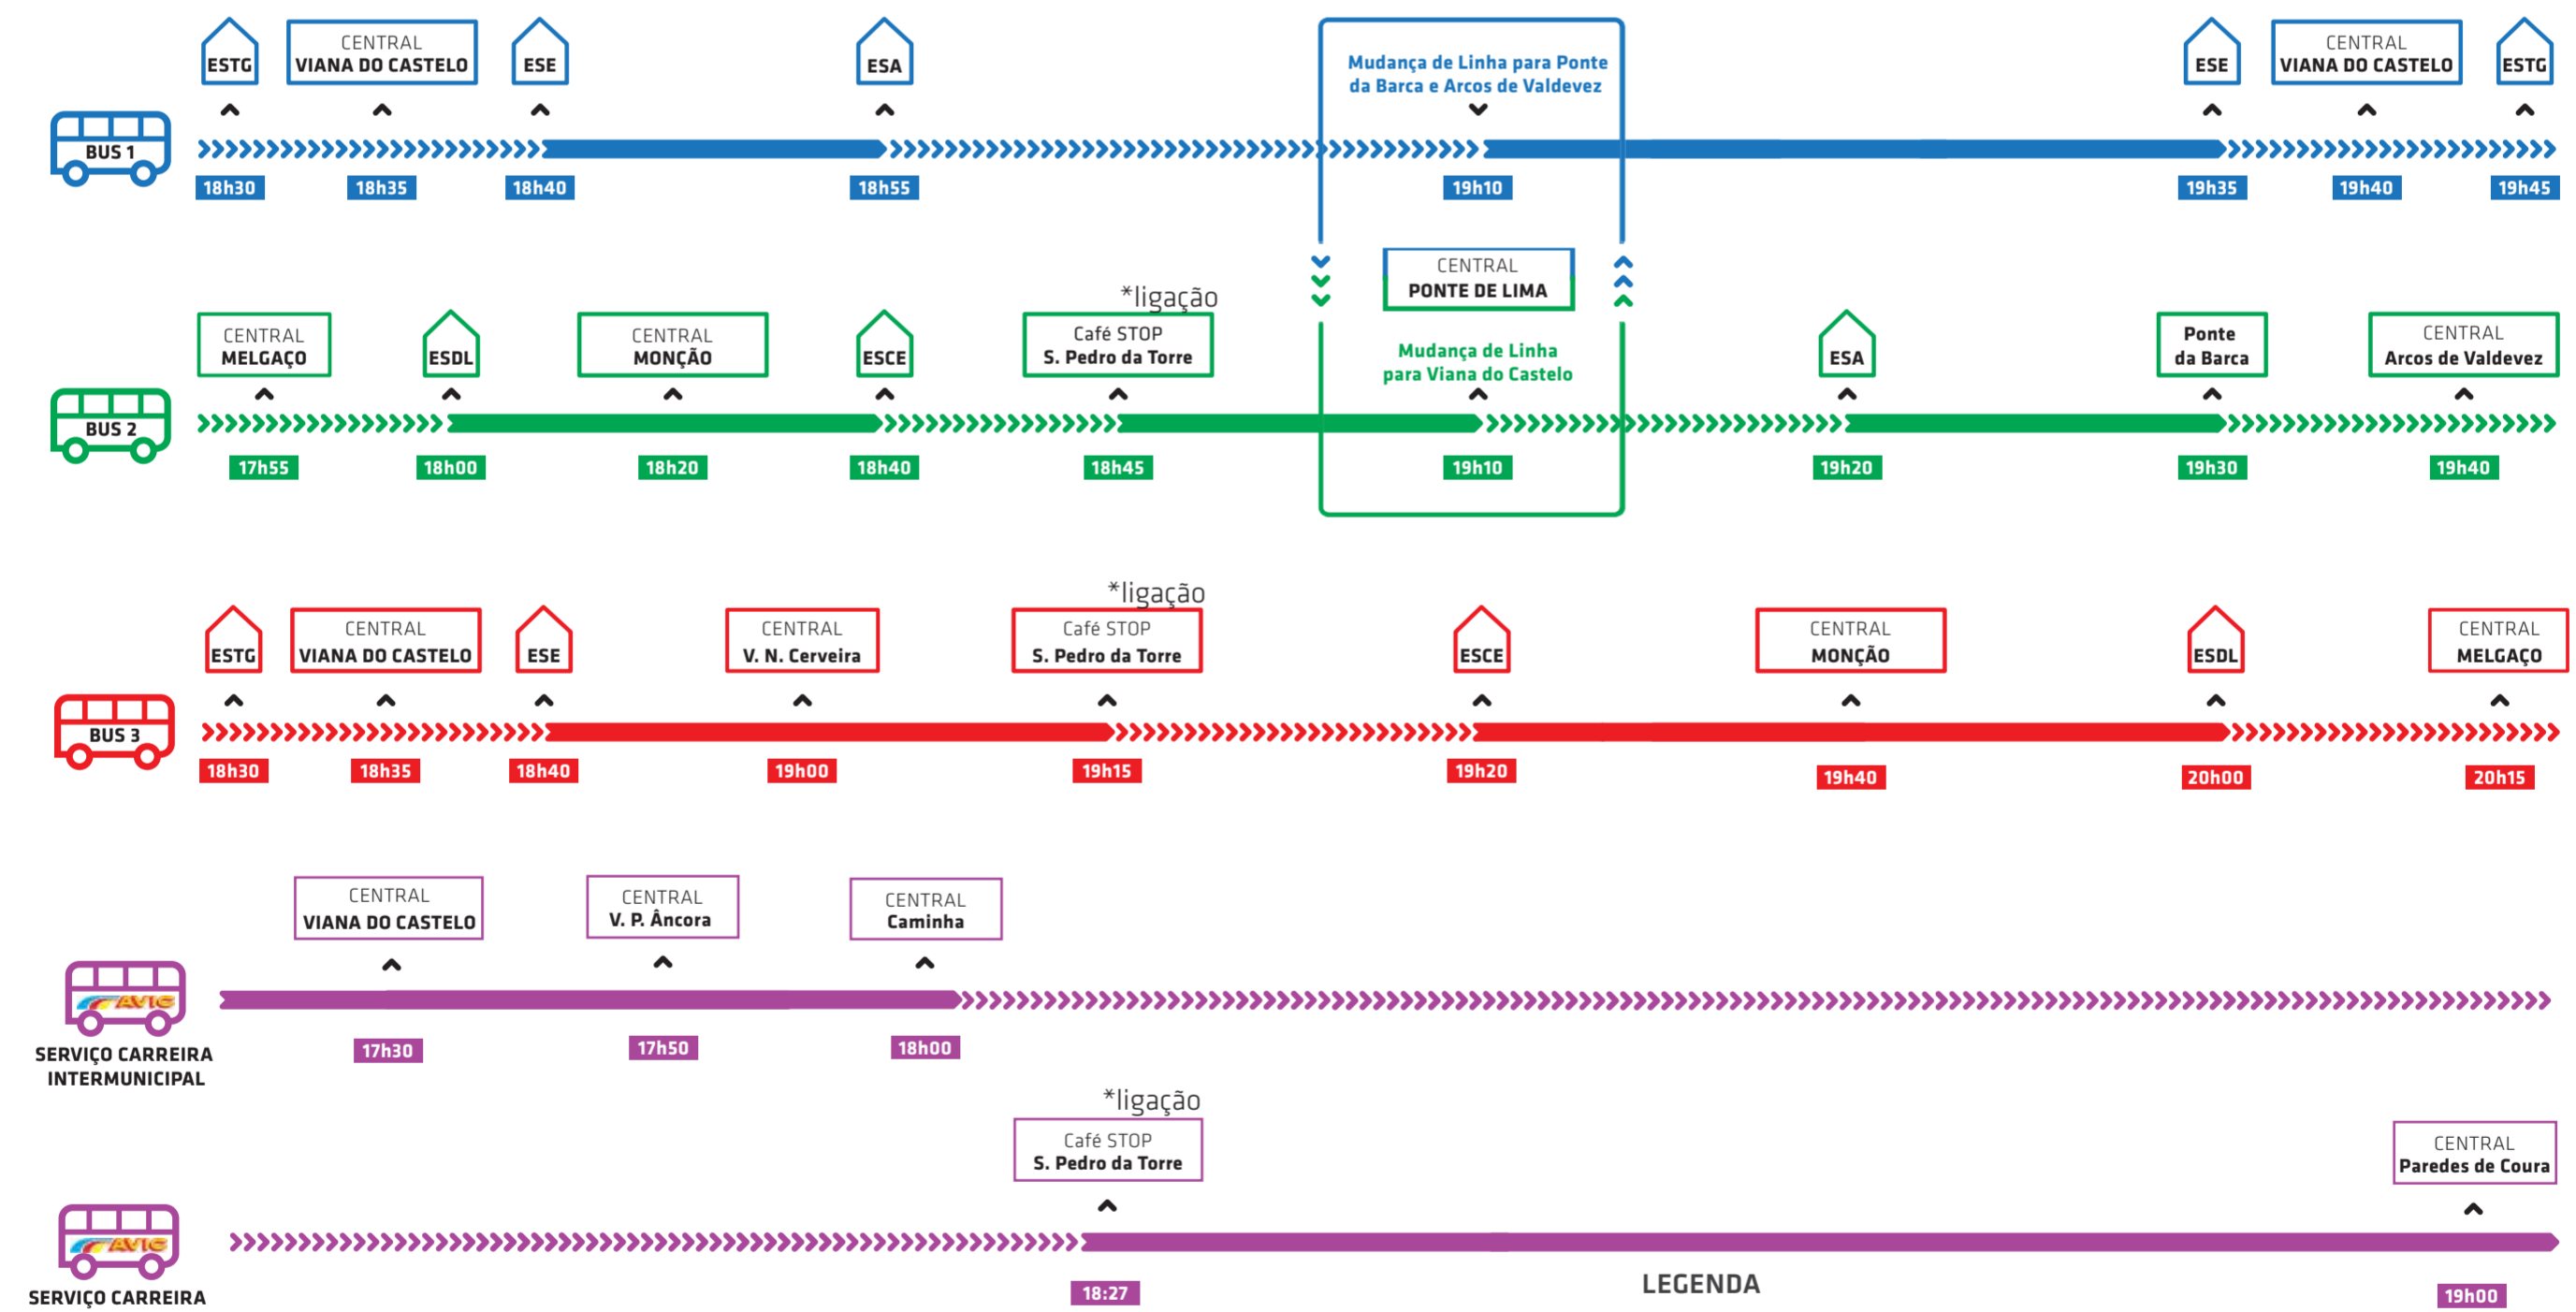 ESTG
CENTRAL
VIANA DO CASTELO
ESE
ESA
Mudança de Linha para Ponte
da Barca e Arcos de Valdevez
ESE
CENTRAL
VIANA DO CASTELO
ESTG
BUS 1
18h30
18h35
18h40
18h55
19h10
19h35
19h40
19h45
CENTRAL
PONTE DE LIMA
*ligação
CENTRAL
MELGAÇO
ESDL
CENTRAL
MONÇÃO
ESCE
Café STOP
S. Pedro da Torre
Mudança de Linha
para Viana do Castelo
ESA
Ponte
da Barca
CENTRAL
Arcos de Valdevez
BUS 2
17h55
18h00
18h20
18h40
18h45
19h10
19h20
19h30
19h40
*ligação
ESTG
CENTRAL
VIANA DO CASTELO
ESE
CENTRAL
V. N. Cerveira
Café STOP
S. Pedro da Torre
ESCE
CENTRAL
MONÇÃO
ESDL
CENTRAL
MELGAÇO
BUS 3
18h30
18h35
18h40
19h00
19h15
19h20
19h40
20h00
20h15
CENTRAL
VIANA DO CASTELO
CENTRAL
V. P. Âncora
CENTRAL
Caminha
AVIC
SERVIÇO CARREIRA
INTERMUNICIPAL
17h30
17h50
18h00
*ligação
Café STOP
S. Pedro da Torre
CENTRAL
Paredes de Coura
AVIC
SERVIÇO CARREIRA
18:27
LEGENDA
19h00